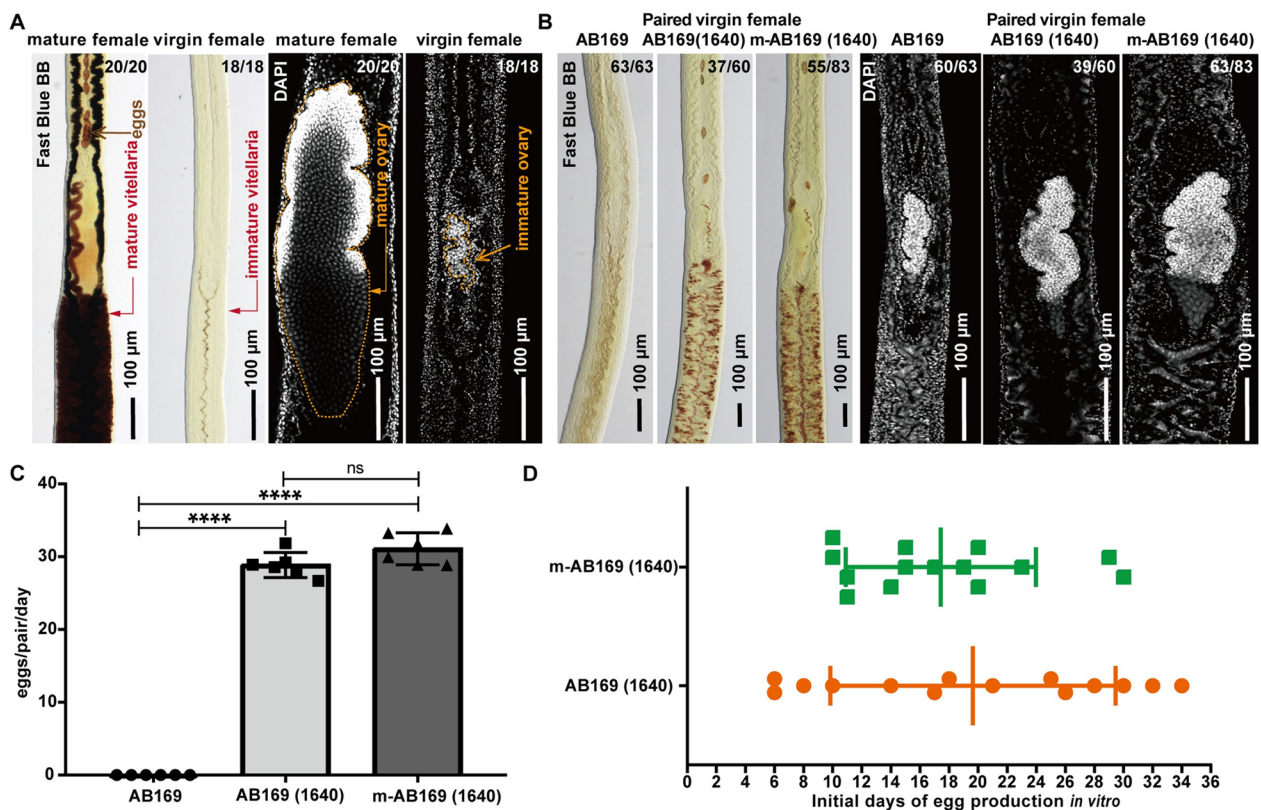 A
mature female
virgin female
mature female
virgin female
Fast Blue BB
20/20
eggs
mature vitellaria
100 µm
18/18
immature vitellaria
100 µm
DAPI
20/20
mature ovary
100 µm
18/18
immature ovary
100 µm
B
Paired virgin female
AB169
AB169(1640)
m-AB169 (1640)
Fast Blue BB
63/63
100 µm
37/60
100 µm
55/83
100 µm
Paired virgin female
AB169
AB169 (1640)
m-AB169 (1640)
DAPI
60/63
100 µm
39/60
100 µm
63/83
100 µm
C
eggs/pair/day
40
30
20
10
0
ns
****
****
AB169
AB169 (1640)
m-AB169 (1640)
D
m-AB169 (1640)
AB169 (1640)
0 2 4 6 8 10 12 14 16 18 20 22 24 26 28 30 32 34 36
Initial days of egg production in vitro